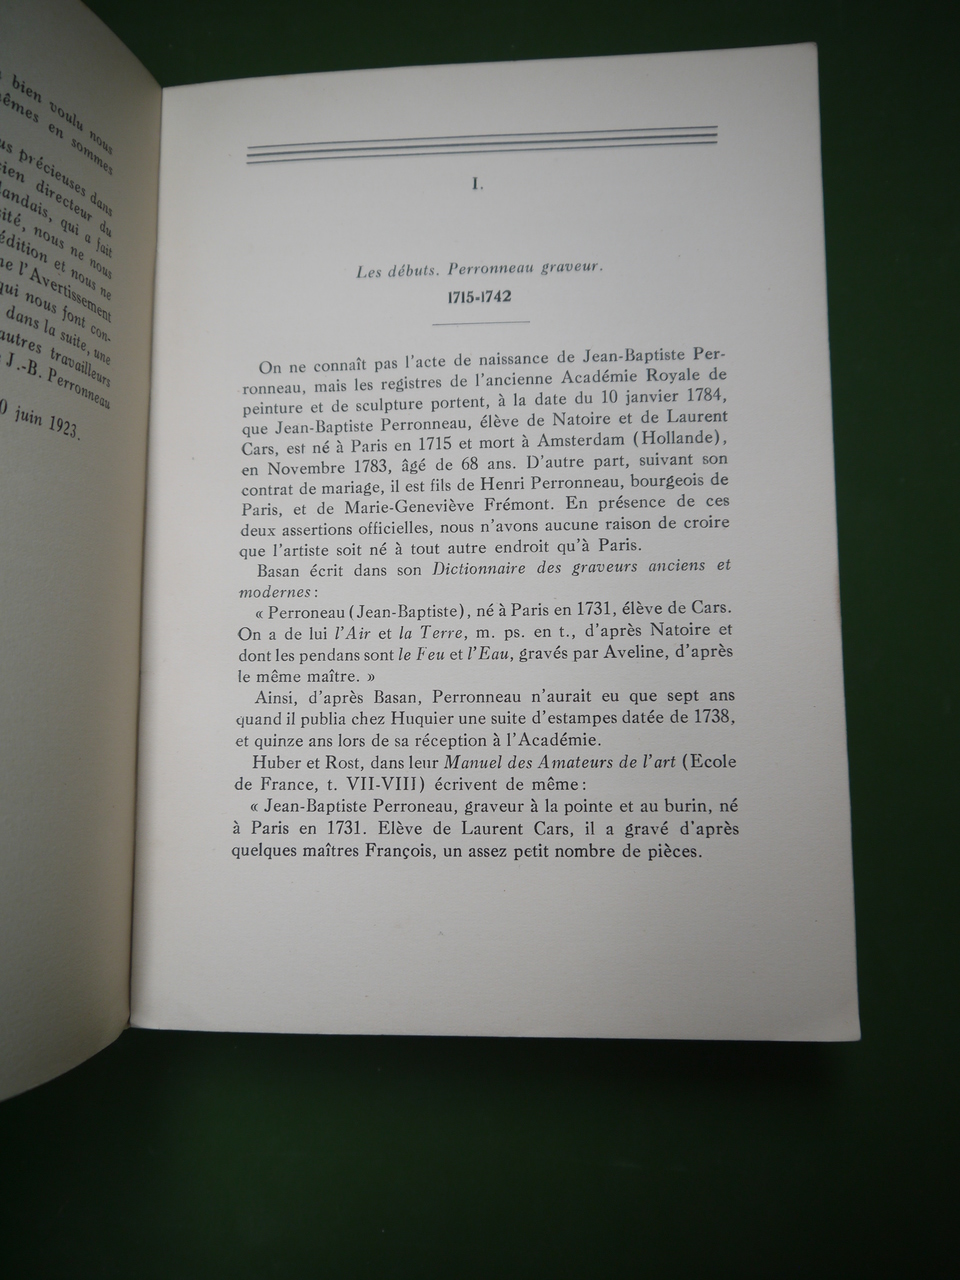 bien voulu nous
êmes en sommes
us précieuses dans
ien directeur du
landais, qui a fait
ité, nous ne nous
édition et nous ne
ne l'Avertissement
qui nous font con-
dans la suite, une
autres travailleurs
J.-B. Perronneau
juin 1923.
I.
Les débuts. Perronneau graveur.
1715-1742
On ne connaît pas l'acte de naissance de Jean-Baptiste Per-
ronneau, mais les registres de l'ancienne Académie Royale de
peinture et de sculpture portent, à la date du 10 janvier 1784,
que Jean-Baptiste Perronneau, élève de Natoire et de Laurent
Cars, est né à Paris en 1715 et mort à Amsterdam (Hollande),
en Novembre 1783, âgé de 68 ans. D'autre part, suivant son
contrat de mariage, il est fils de Henri Perronneau, bourgeois de
Paris, et de Marie-Geneviève Frémont. En présence de ces
deux assertions officielles, nous n'avons aucune raison de croire
que l'artiste soit né à tout autre endroit qu'à Paris.
Basan écrit dans son Dictionnaire des graveurs anciens et
modernes :
« Perroneau (Jean-Baptiste), né à Paris en 1731, élève de Cars.
On a de lui l'Air et la Terre, m. ps. en t., d'après Natoire et
dont les pendans sont le Feu et l'Eau, gravés par Aveline, d'après
le même maître. »
Ainsi, d'après Basan, Perronneau n'aurait eu que sept ans
quand il publia chez Huquier une suite d'estampes datée de 1738,
et quinze ans lors de sa réception à l'Académie.
Huber et Rost, dans leur Manuel des Amateurs de l'art (Ecole
de France, t. VII-VIII) écrivent de même :
« Jean-Baptiste Perroneau, graveur à la pointe et au burin, né
à Paris en 1731. Elève de Laurent Cars, il a gravé d'après
quelques maîtres François, un assez petit nombre de pièces.